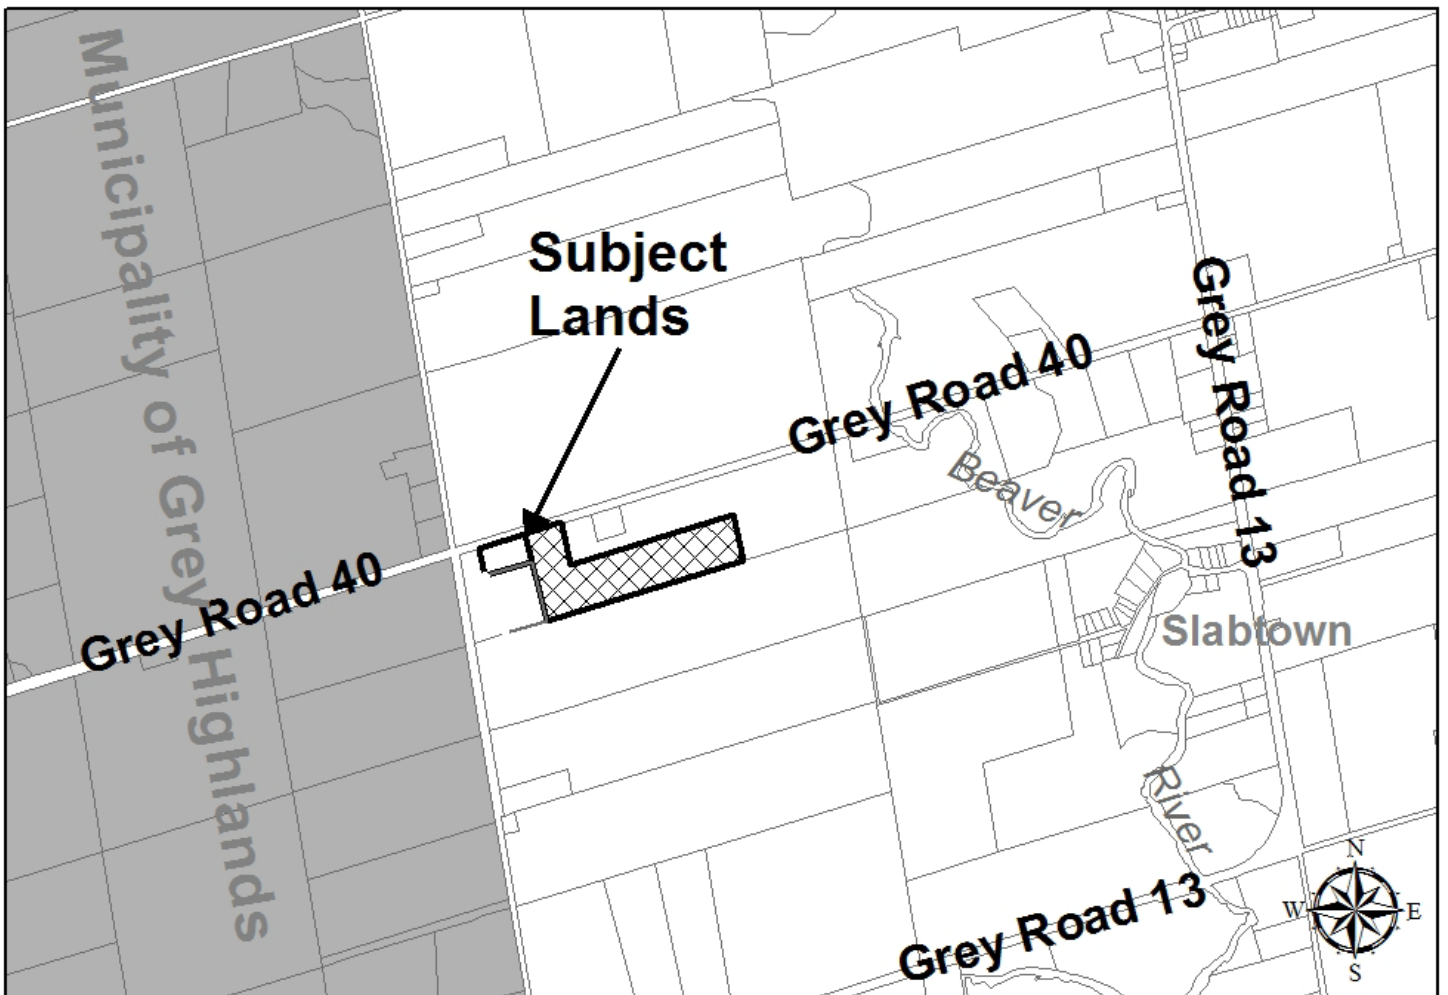 Municipality of Grey Highlands
Subject
Lands
Grey Road 40
Grey Road 13
Beaver
Grey Road 40
Slabtown
River
Grey Road 13
N
W
E
S